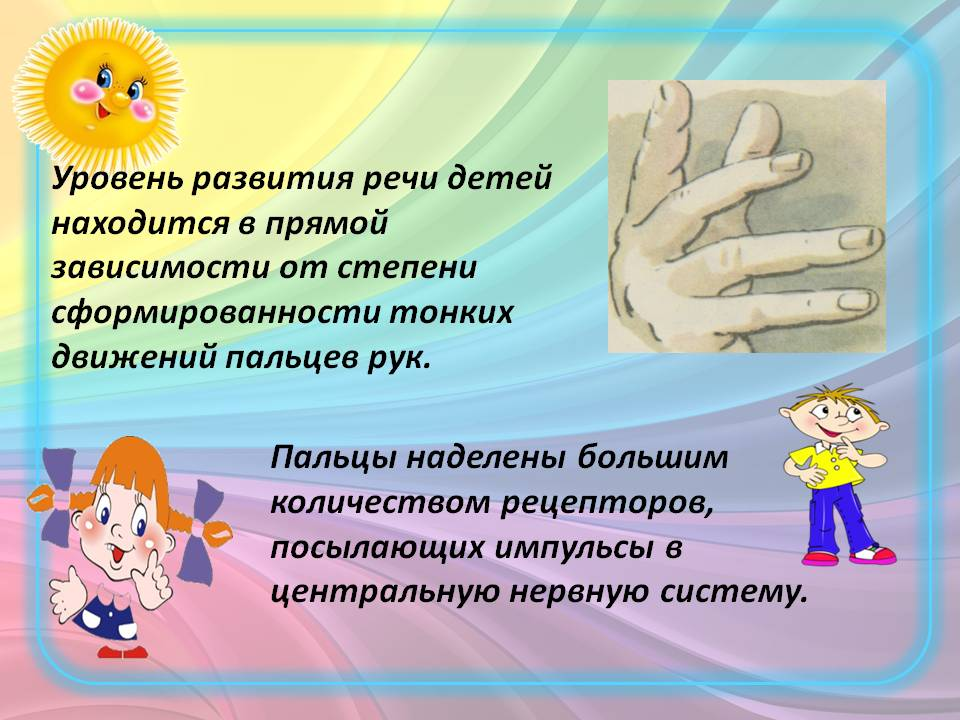 Уровень развития речи детей
находится в прямой
зависимости от степени
сформированности тонких
движений пальцев рук.
Пальцы наделены большим
количеством рецепторов,
посылающих импульсы в
центральную нервную систему.